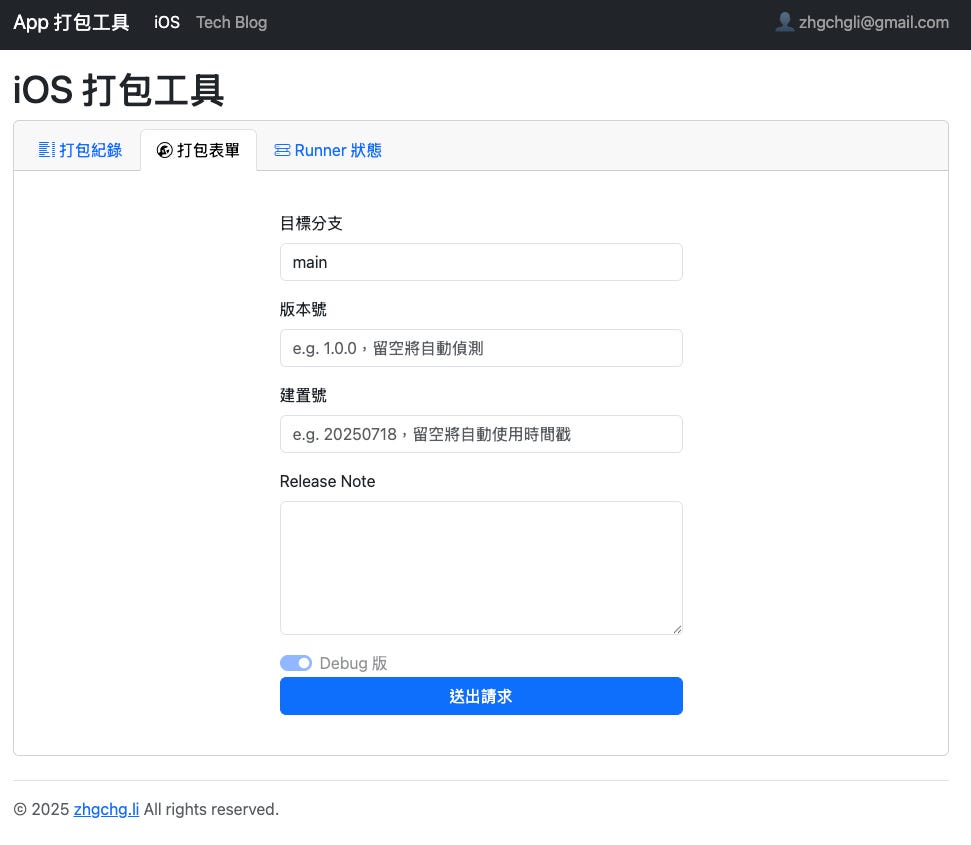 App 打包工具 iOS Tech Blog zhgchgli@gmail.com
iOS 打包工具
打包紀錄 打包表單 Runner 狀態
目標分支
main
版本號
e.g. 1.0.0，留空將自動偵測
建置號
e.g. 20250718，留空將自動使用時間戳
Release Note
Debug 版
送出請求
© 2025 zhgchg.li All rights reserved.